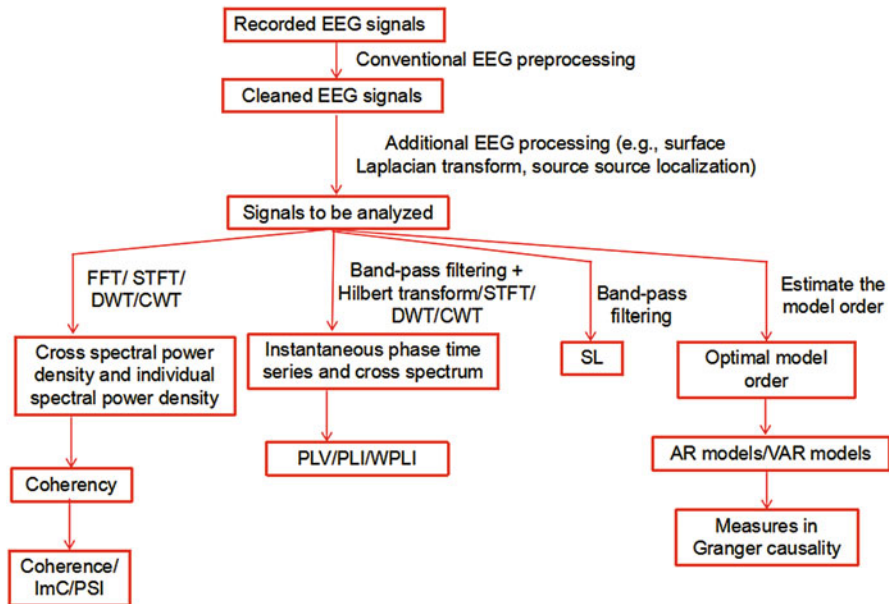 Recorded EEG signals
Conventional EEG preprocessing
Cleaned EEG signals
Additional EEG processing (e.g., surface
Laplacian transform, source source localization)
Signals to be analyzed
FFT/ STFT/
DWT/CWT
Band-pass filtering +
Hilbert transform/STFT/
DWT/CWT
Band-pass
filtering
Estimate the
model order
Cross spectral power
density and individual
spectral power density
Instantaneous phase time
series and cross spectrum
SL
Optimal model
order
Coherency
PLV/PLI/WPLI
AR models/VAR models
Coherence/
ImC/PSI
Measures in
Granger causality